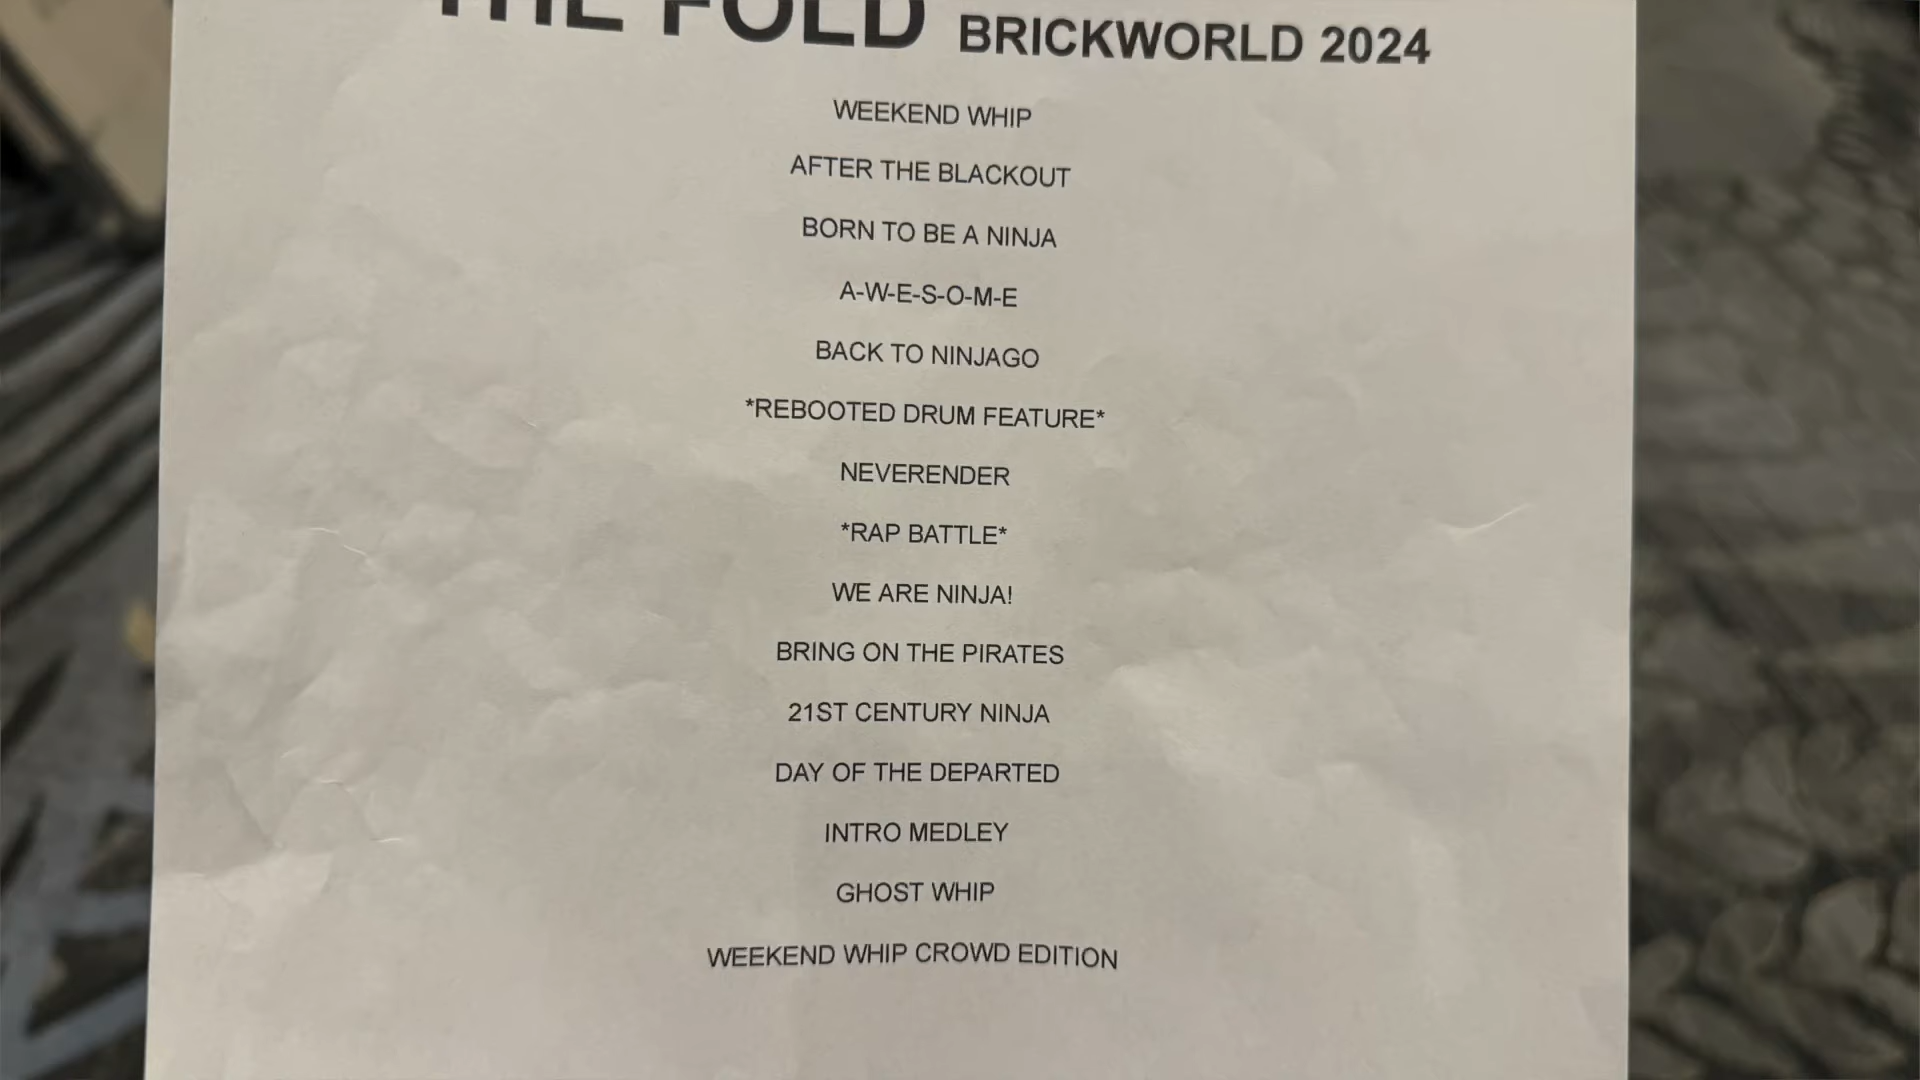 THE FOLD BRICKWORLD 2024
WEEKEND WHIP
AFTER THE BLACKOUT
BORN TO BE A NINJA
A-W-E-S-O-M-E
BACK TO NINJAGO
*REBOOTED DRUM FEATURE*
NEVERENDER
*RAP BATTLE*
WE ARE NINJA!
BRING ON THE PIRATES
21ST CENTURY NINJA
DAY OF THE DEPARTED
INTRO MEDLEY
GHOST WHIP
WEEKEND WHIP CROWD EDITION